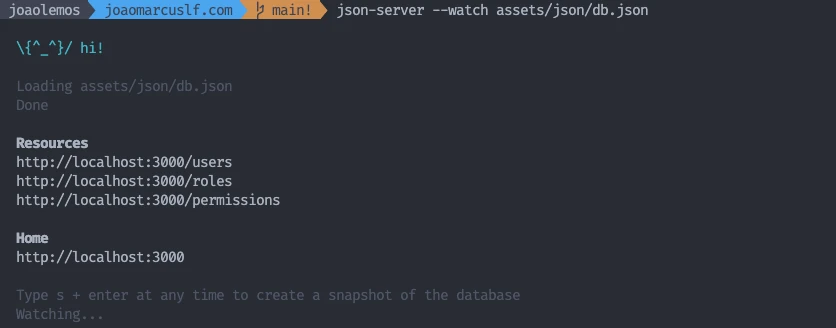 joaolemos joaomarcuslf.com main! json-server --watch assets/json/db.json
\{^_^}/ hi!
Loading assets/json/db.json
Done
Resources
http://localhost:3000/users
http://localhost:3000/roles
http://localhost:3000/permissions
Home
http://localhost:3000
Type s + enter at any time to create a snapshot of the database
Watching...